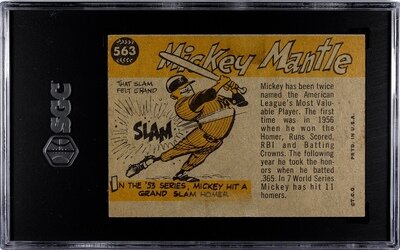 SGC
563
Mickey Mantle
THAT SLAM
FELT GRAND
SLAM
IN THE '53 SERIES, MICKEY HIT A
GRAND SLAM HOMER
Mickey has been twice
named the American
League's Most Valu-
able Player. The first
time was in 1956
when he won the
Homer, Runs Scored,
RBI and Batting
Crowns. The following
year he took the hon-
ors when he batted
.365. In 7 World Series
Mickey has hit 11
homers.
©T.C.G. PRTD. IN U.S.A.